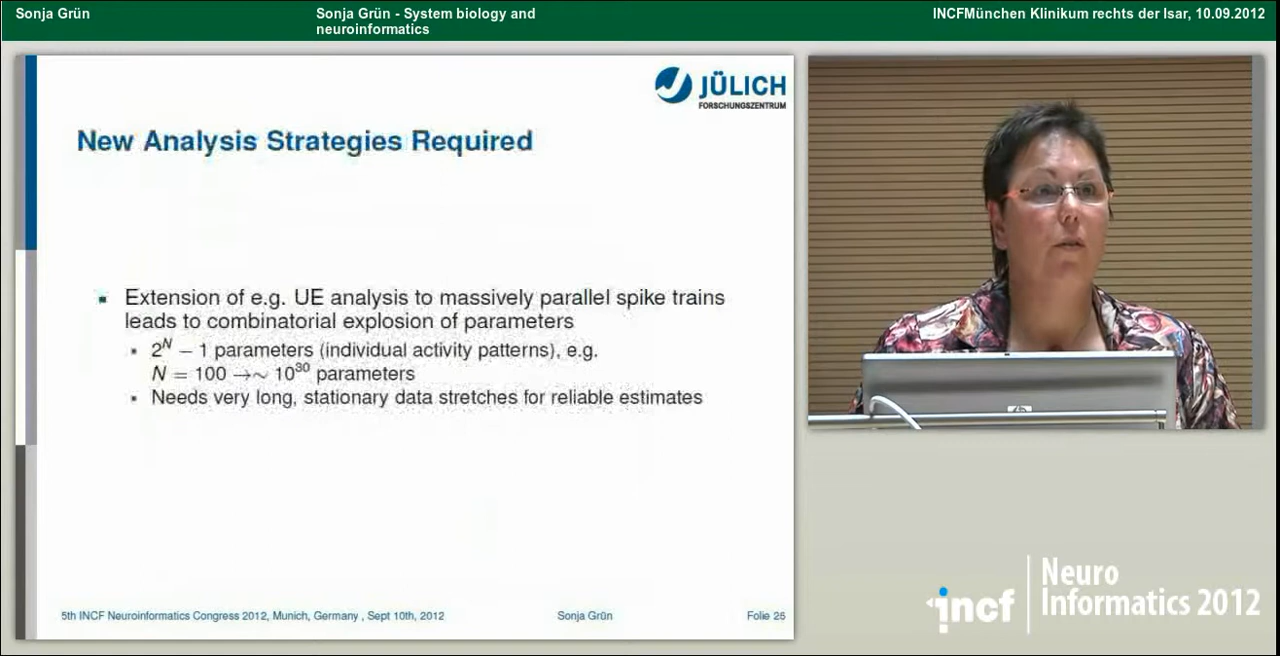 Sonja Grün
Sonja Grün - System biology and
neuroinformatics
INCFMünchen Klinikum rechts der Isar, 10.09.2012
JÜLICH
FORSCHUNGSZENTRUM
New Analysis Strategies Required
▪ Extension of e.g. UE analysis to massively parallel spike trains
leads to combinatorial explosion of parameters
▪ 2^N − 1 parameters (individual activity patterns), e.g.
N = 100 →∼ 10^30 parameters
▪ Needs very long, stationary data stretches for reliable estimates
5th INCF Neuroinformatics Congress 2012, Munich, Germany , Sept 10th, 2012
Sonja Grün
Folie 26
hp
incf
Neuro
Informatics 2012